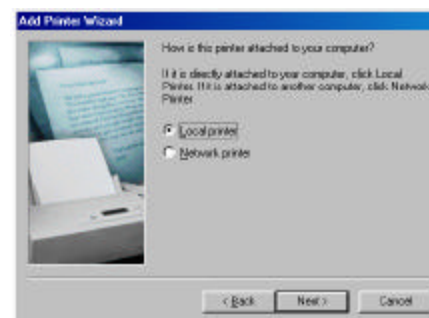 Add Printer Wizard
How is this printer attached to your computer?
If it is directly attached to your computer, click Local
Printer. If it is attached to another computer, click Network
Printer.
Local printer
Network printer
< Back
Next >
Cancel